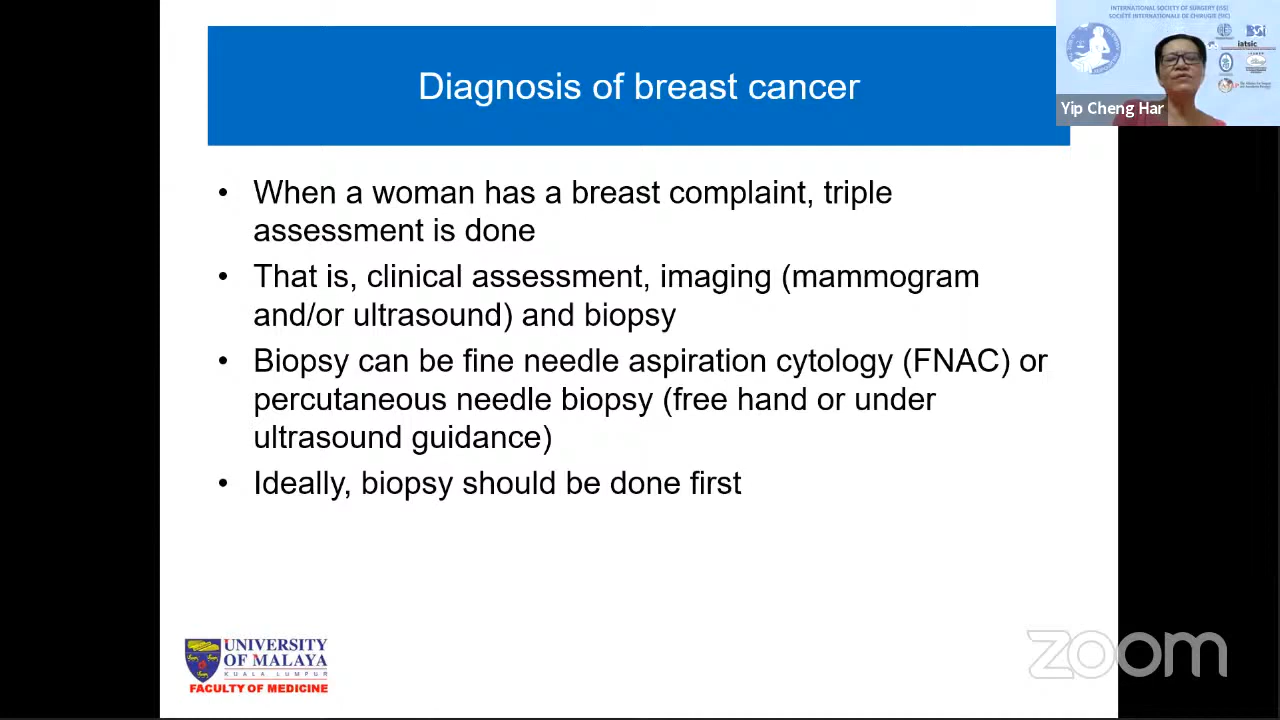 INTERNATIONAL SOCIETY OF SURGERY (ISS)
SOCIÉTÉ INTERNATIONALE DE CHIRURGIE (SIC)
iatsic
Yip Cheng Har
Diagnosis of breast cancer
• When a woman has a breast complaint, triple
assessment is done
• That is, clinical assessment, imaging (mammogram
and/or ultrasound) and biopsy
• Biopsy can be fine needle aspiration cytology (FNAC) or
percutaneous needle biopsy (free hand or under
ultrasound guidance)
• Ideally, biopsy should be done first
UNIVERSITY
OF MALAYA
KUALA LUMPUR
FACULTY OF MEDICINE
zoom